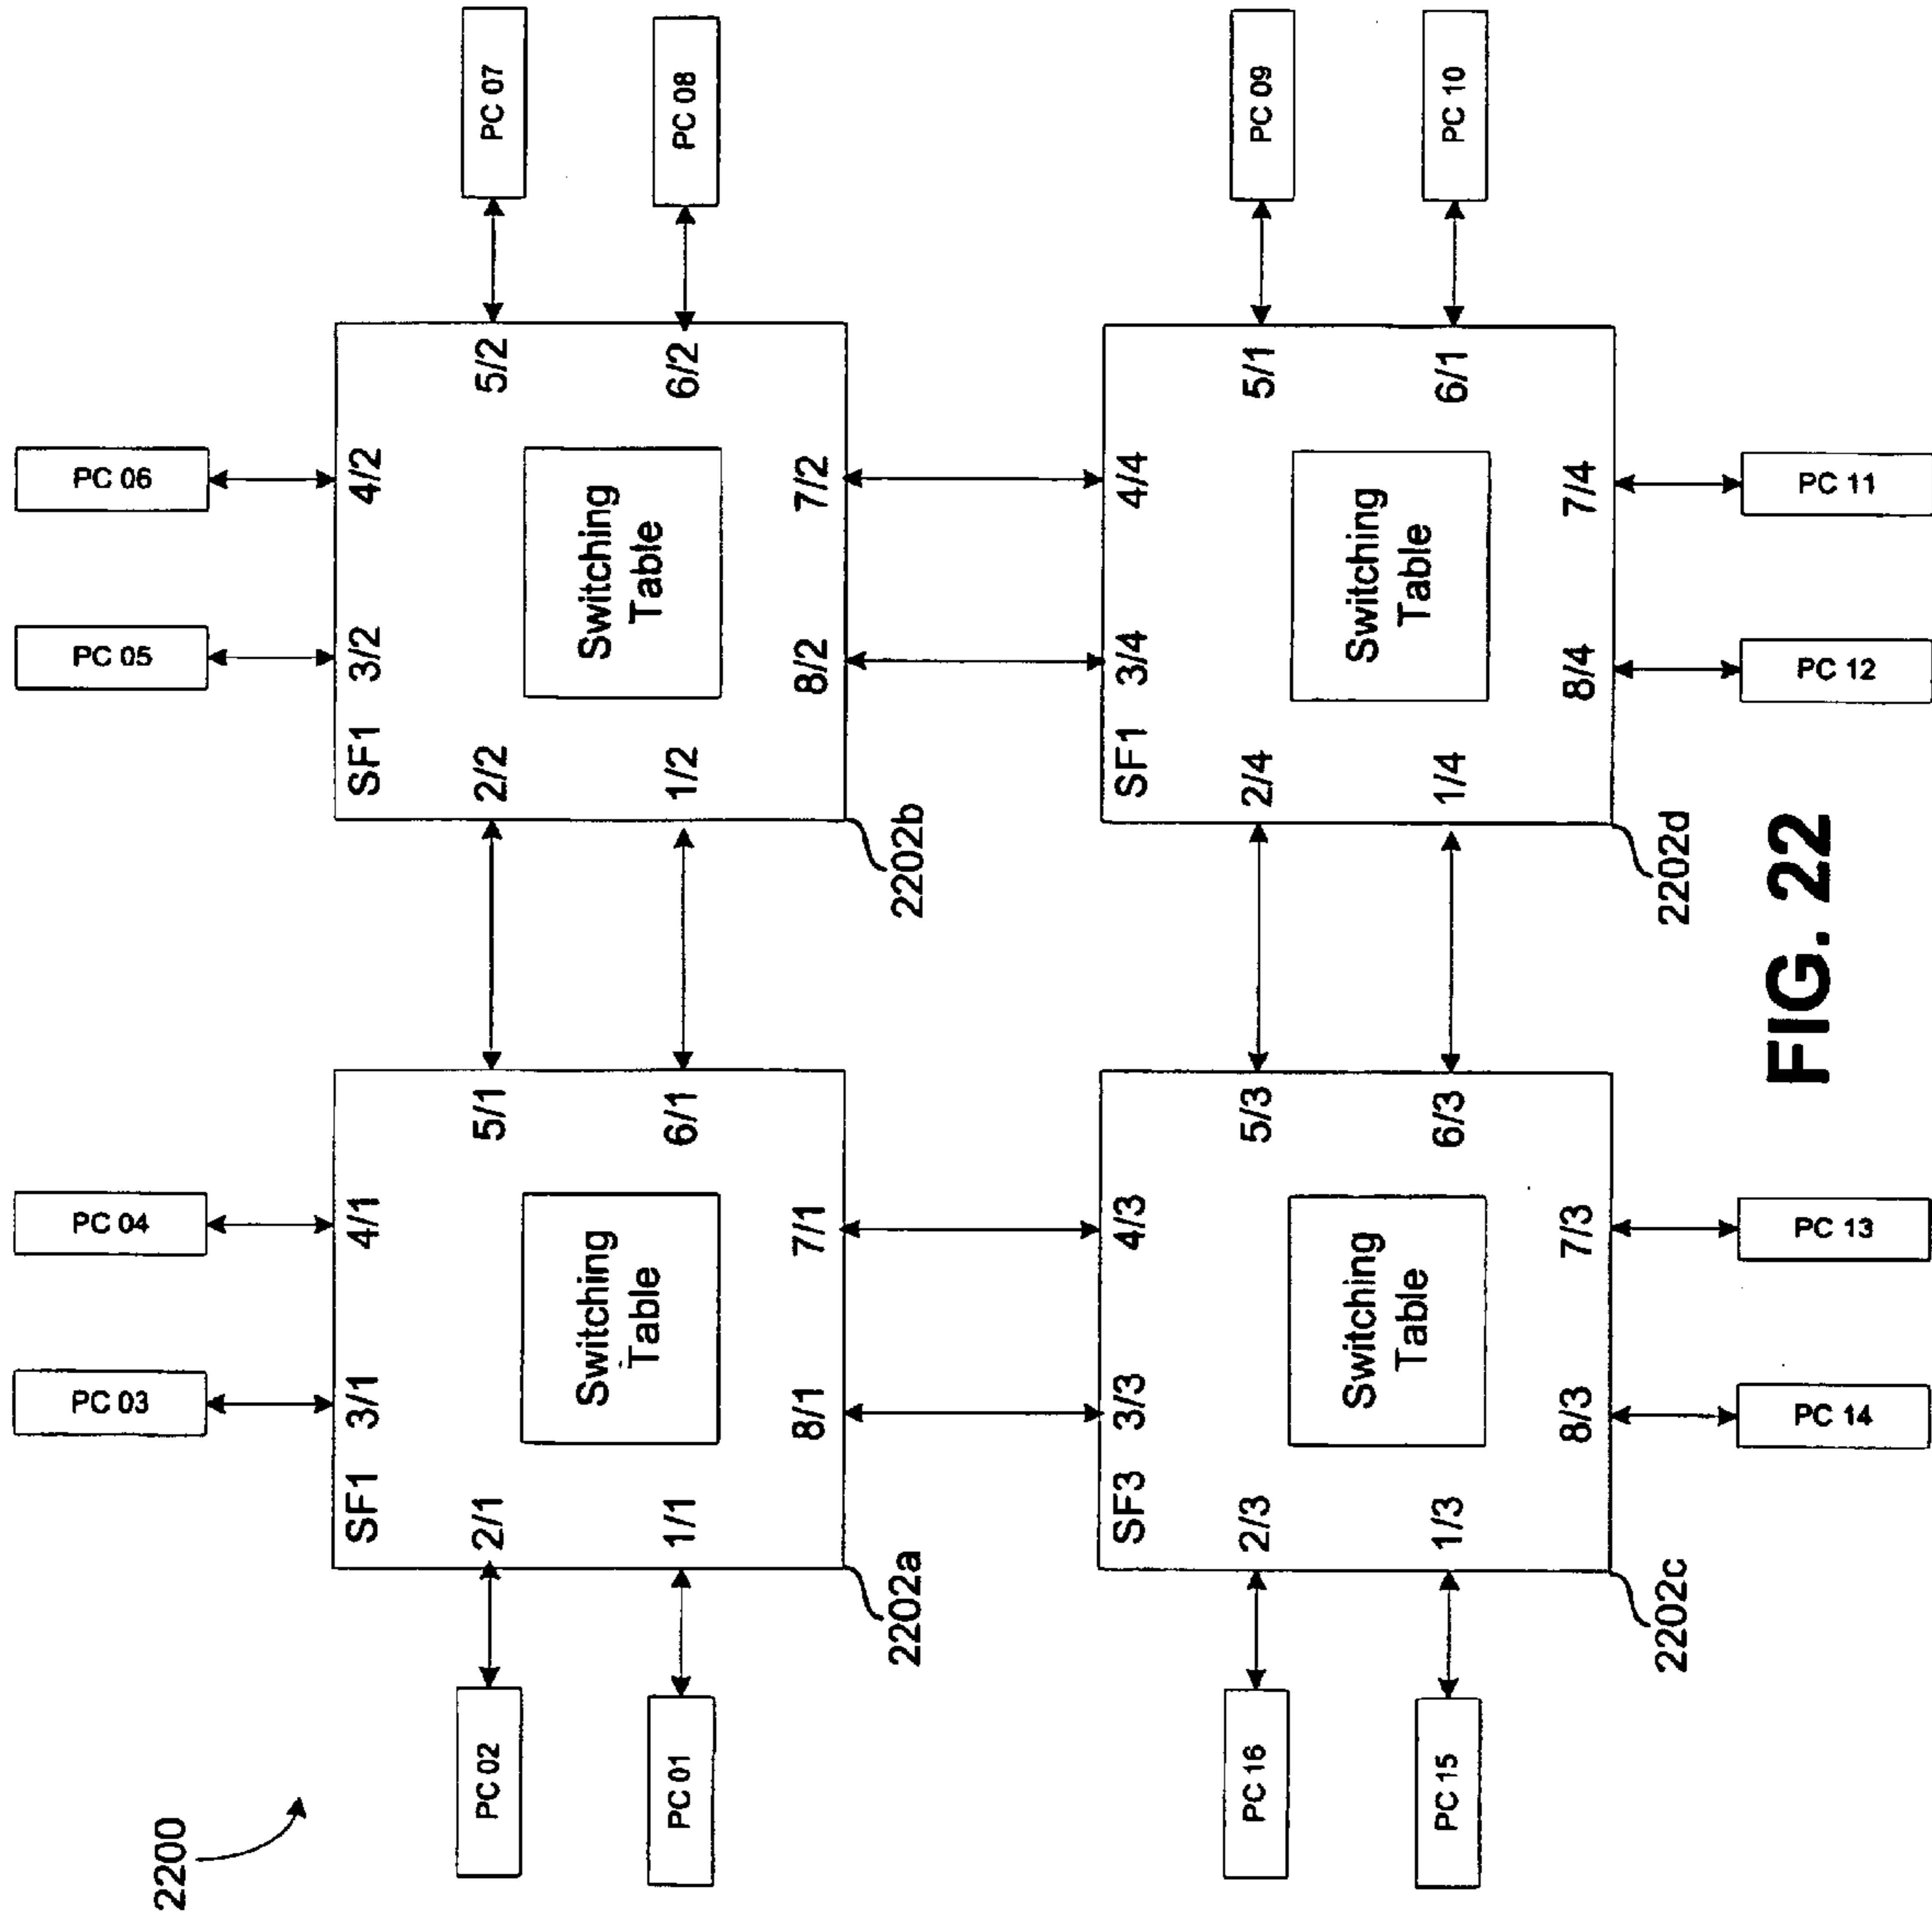 2200
PC 03 PC 04 PC 05 PC 06
SF1 3/1 4/1 SF1 3/2 4/2
PC 02 2/1 5/1 2/2 5/2 PC 07
Switching Switching
Table Table
PC 01 1/1 6/1 1/2 6/2 PC 08
8/1 7/1 8/2 7/2
2202a 2202b
SF3 3/3 4/3 SF1 3/4 4/4
PC 16 2/3 5/3 2/4 5/1 PC 09
Switching Switching
Table Table
PC 15 1/3 6/3 1/4 6/1 PC 10
8/3 7/3 8/4 7/4
2202c 2202d
PC 14 PC 13 PC 12 PC 11
FIG. 22